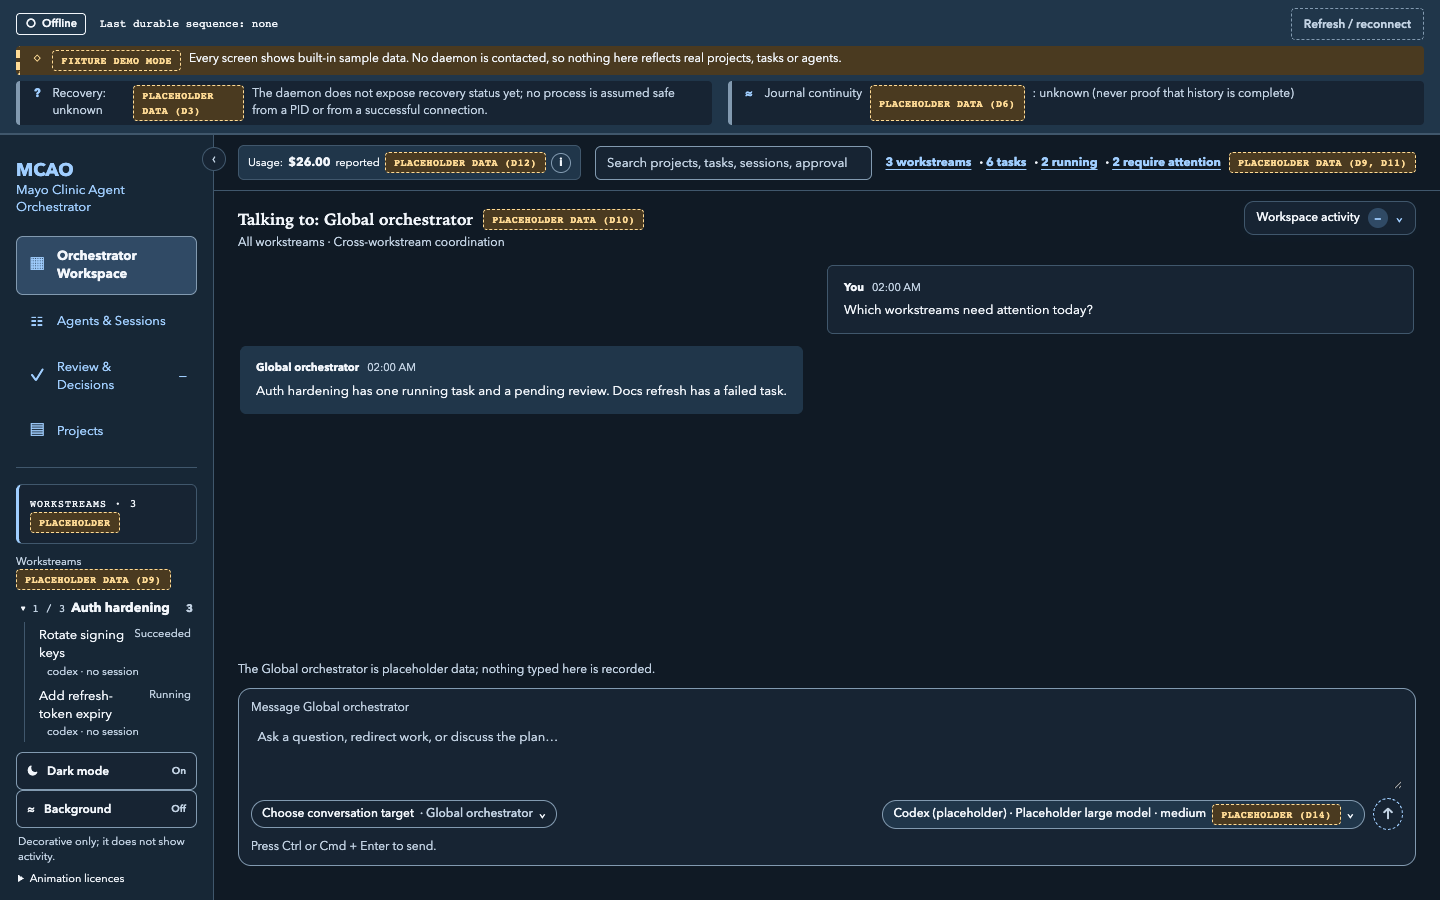 Offline
Last durable sequence: none
Refresh / reconnect
FIXTURE DEMO MODE Every screen shows built-in sample data. No daemon is contacted, so nothing here reflects real projects, tasks or agents.
? Recovery: unknown
PLACEHOLDER DATA (D3)
The daemon does not expose recovery status yet; no process is assumed safe
from a PID or from a successful connection.
≈ Journal continuity PLACEHOLDER DATA (D6) : unknown (never proof that history is complete)
MCAO
Mayo Clinic Agent
Orchestrator
Orchestrator
Workspace
Agents & Sessions
Review &
Decisions –
Projects
WORKSTREAMS · 3
PLACEHOLDER
Workstreams
PLACEHOLDER DATA (D9)
▾ 1 / 3 Auth hardening 3
Rotate signing Succeeded
keys
codex · no session
Add refresh- Running
token expiry
codex · no session
Dark mode On
≈ Background Off
Decorative only; it does not show
activity.
▶ Animation licences
‹
Usage: $26.00 reported PLACEHOLDER DATA (D12) i
Search projects, tasks, sessions, approval
3 workstreams · 6 tasks · 2 running · 2 require attention PLACEHOLDER DATA (D9, D11)
Talking to: Global orchestrator PLACEHOLDER DATA (D10)
All workstreams · Cross-workstream coordination
Workspace activity –
You 02:00 AM
Which workstreams need attention today?
Global orchestrator 02:00 AM
Auth hardening has one running task and a pending review. Docs refresh has a failed task.
The Global orchestrator is placeholder data; nothing typed here is recorded.
Message Global orchestrator
Ask a question, redirect work, or discuss the plan…
Choose conversation target · Global orchestrator
Codex (placeholder) · Placeholder large model · medium PLACEHOLDER (D14)
Press Ctrl or Cmd + Enter to send.